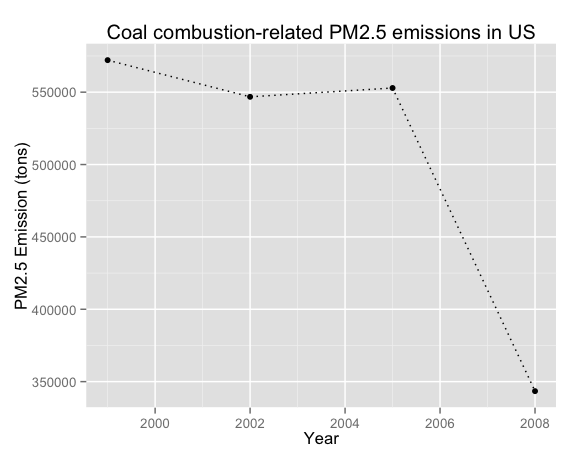 Coal combustion-related PM2.5 emissions in US
PM2.5 Emission (tons)
550000
500000
450000
400000
350000
2000 2002 2004 2006 2008
Year